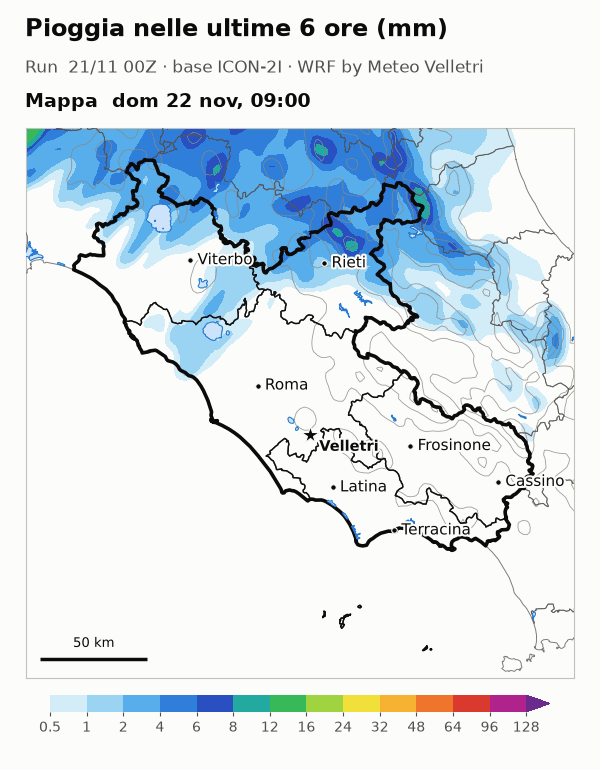 Pioggia nelle ultime 6 ore (mm)
Run 21/11 00Z · base ICON-2I · WRF by Meteo Velletri
Mappa dom 22 nov, 09:00
Viterbo
Rieti
Roma
Velletri
Frosinone
Latina
Cassino
Terracina
50 km
0.5 1 2 4 6 8 12 16 24 32 48 64 96 128